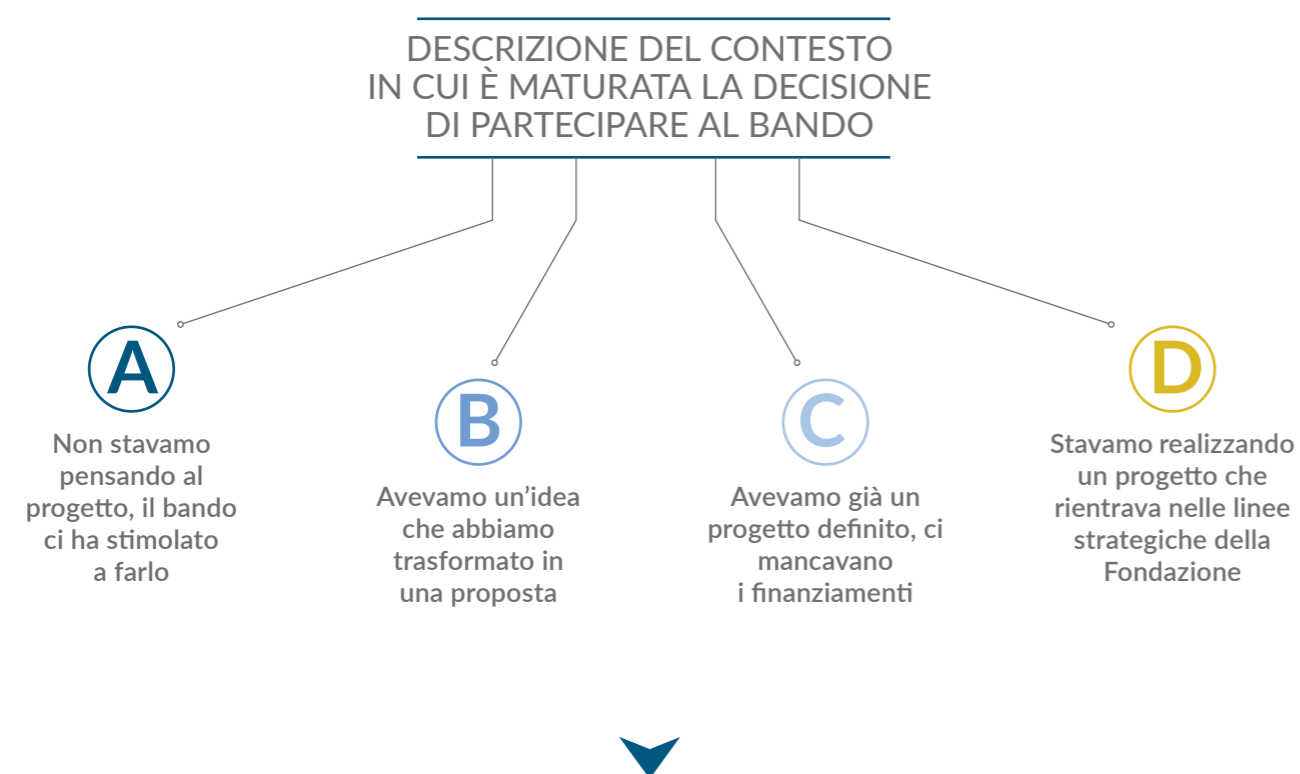 DESCRIZIONE DEL CONTESTO
IN CUI È MATURATA LA DECISIONE
DI PARTECIPARE AL BANDO
A
Non stavamo
pensando al
progetto, il bando
ci ha stimolato
a farlo
B
Avevamo un’idea
che abbiamo
trasformato in
una proposta
C
Avevamo già un
progetto definito, ci
mancavano
i finanziamenti
D
Stavamo realizzando
un progetto che
rientrava nelle linee
strategiche della
Fondazione